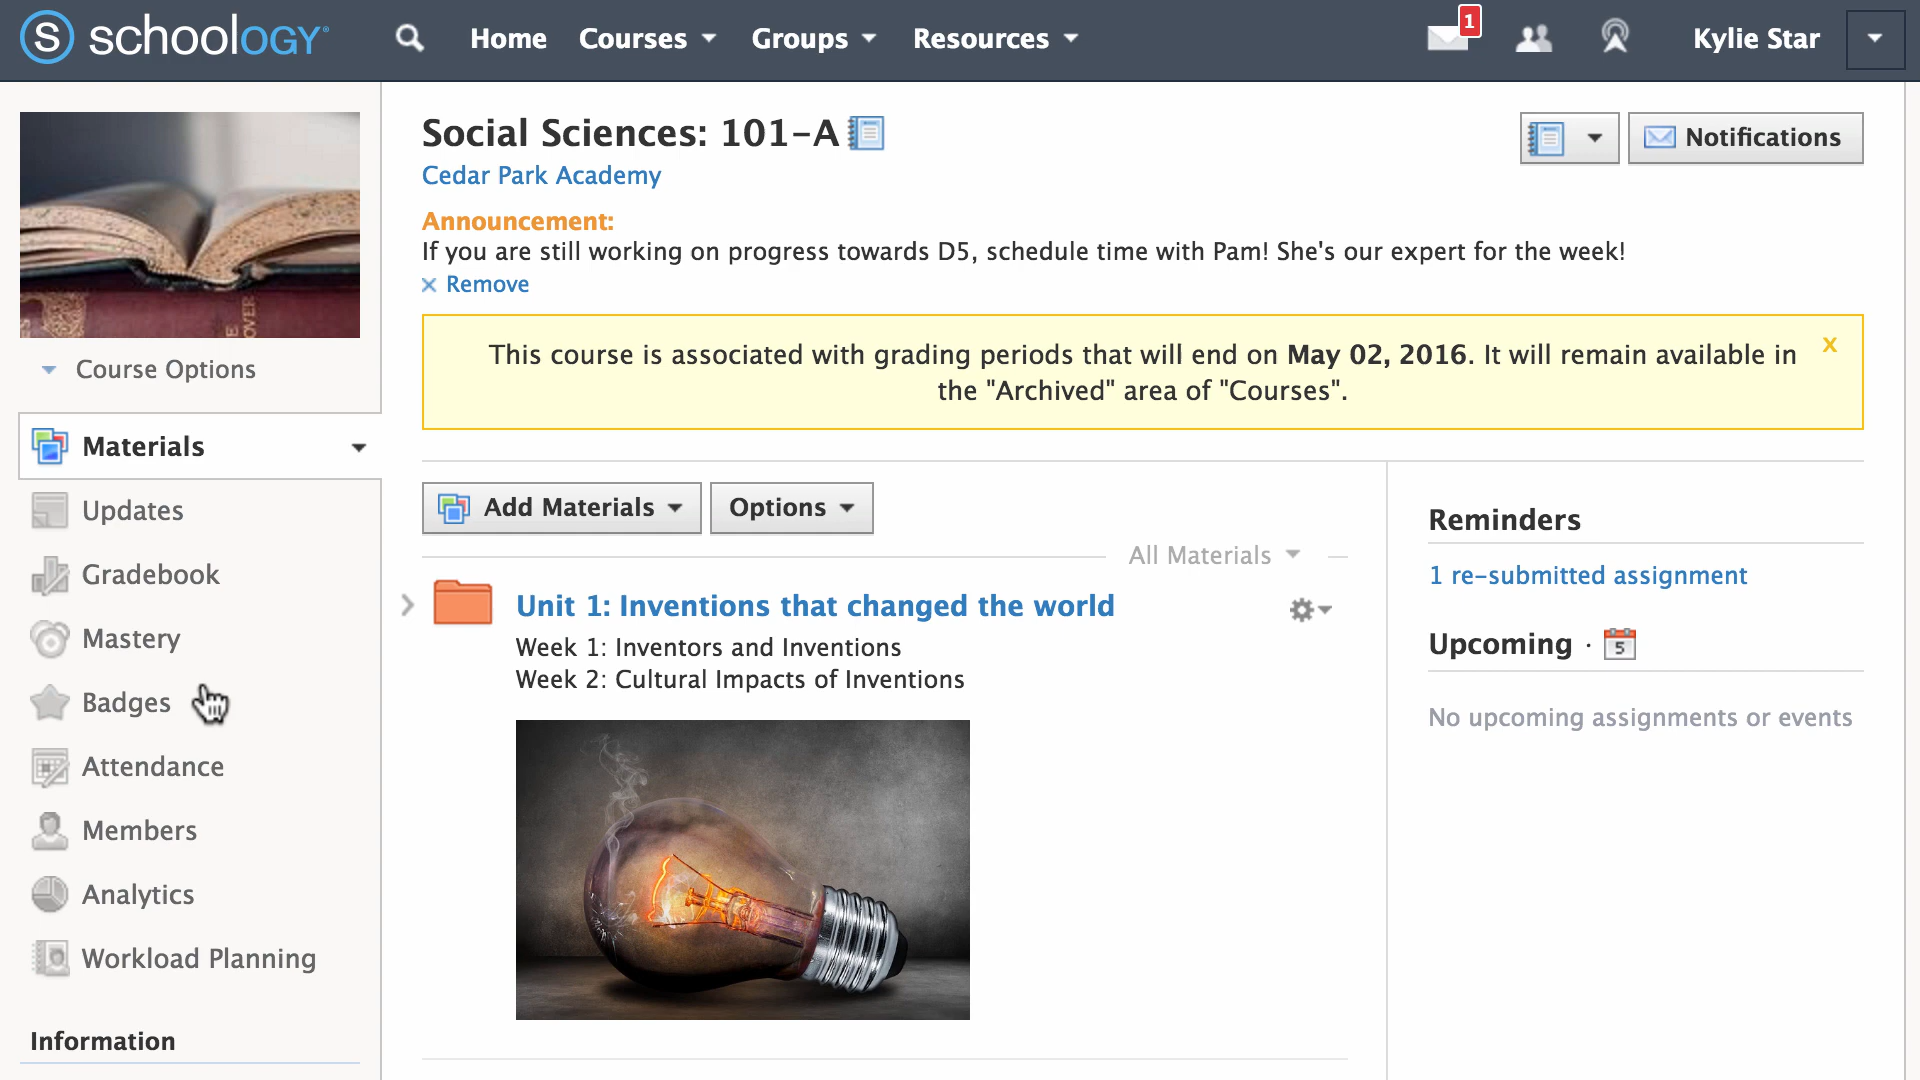 schoology
Home
Courses
Groups
Resources
1
Kylie Star
Social Sciences: 101-A
Cedar Park Academy
Notifications
Announcement:
If you are still working on progress towards D5, schedule time with Pam! She's our expert for the week!
Remove
This course is associated with grading periods that will end on May 02, 2016. It will remain available in
the "Archived" area of "Courses".
x
Course Options
Materials
Updates
Gradebook
Mastery
Badges
Attendance
Members
Analytics
Workload Planning
Information
Add Materials
Options
All Materials
Unit 1: Inventions that changed the world
Week 1: Inventors and Inventions
Week 2: Cultural Impacts of Inventions
Reminders
1 re-submitted assignment
Upcoming ·
5
No upcoming assignments or events